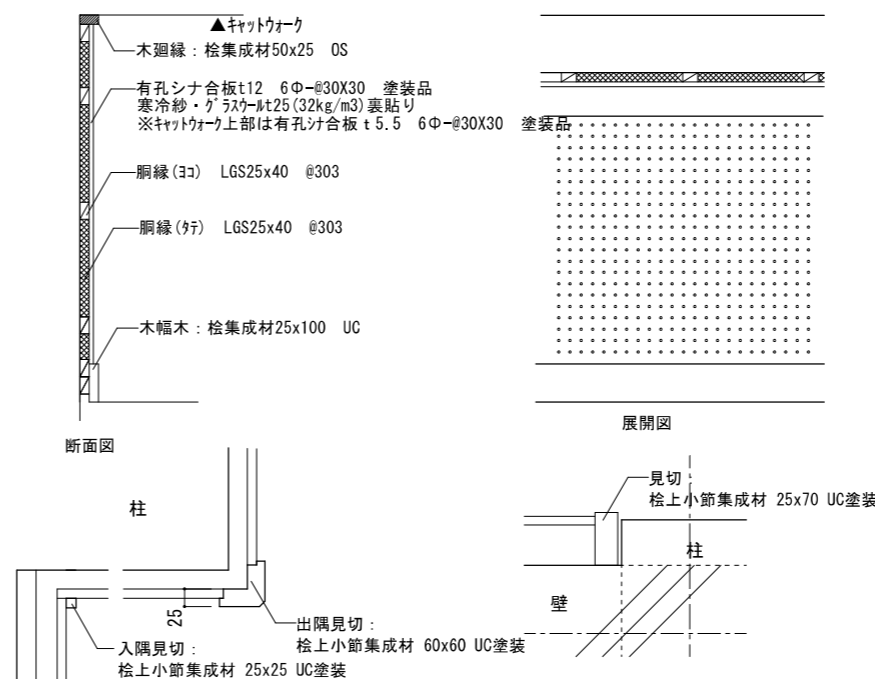 ▲キャットウォーク
木廻縁：桧集成材50x25　OS
有孔シナ合板t12　6Φ-@30X30　塗装品
寒冷紗・グラスウールt25(32kg/m3)裏貼り
※キャットウォーク上部は有孔シナ合板ｔ5.5　6Φ-@30X30　塗装品
胴縁(ヨコ)　LGS25x40　@303
胴縁(タテ)　LGS25x40　@303
木幅木：桧集成材25x100　UC
断面図
展開図
柱
25
出隅見切：
桧上小節集成材 60x60 UC塗装
入隅見切：
桧上小節集成材 25x25 UC塗装
見切：
桧上小節集成材 25x70 UC塗装
柱
壁